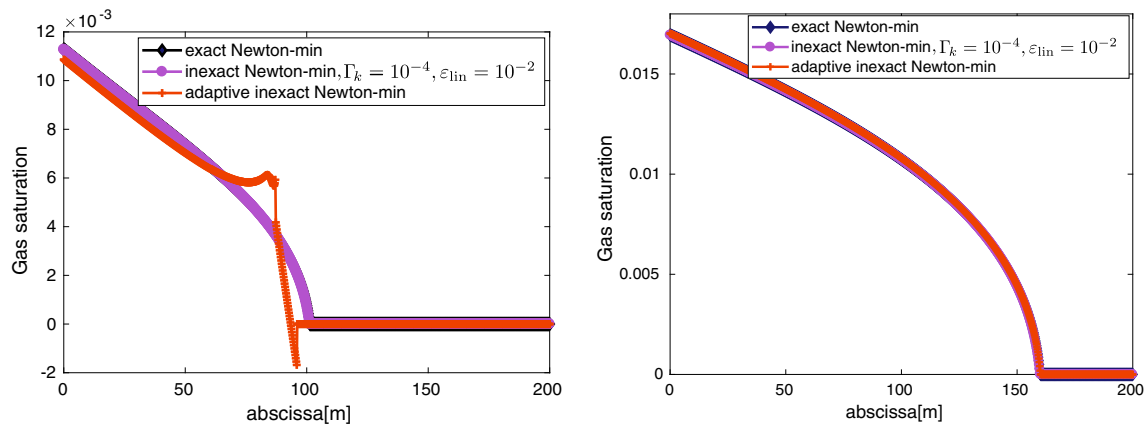 ×10⁻³
12
10
8
6
4
2
0
-2
0
50
100
150
200
Gas saturation
abscissa[m]
exact Newton-min
inexact Newton-min, Γₖ = 10⁻⁴, ε_lin = 10⁻²
adaptive inexact Newton-min
0.015
0.01
0.005
0
0
50
100
150
200
Gas saturation
abscissa[m]
exact Newton-min
inexact Newton-min, Γₖ = 10⁻⁴, ε_lin = 10⁻²
adaptive inexact Newton-min